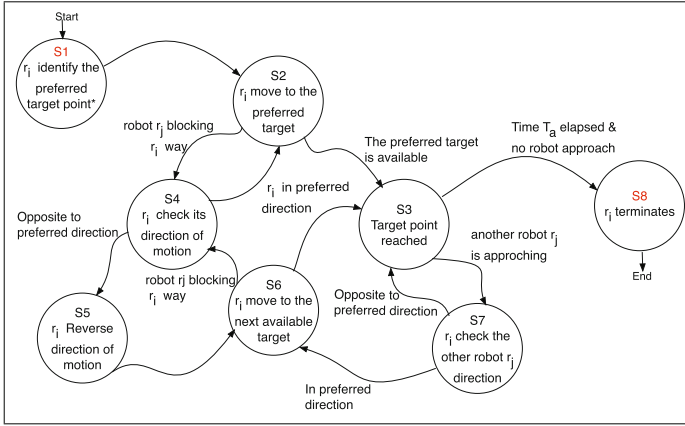 Start
S1
ri identify the
preferred
target point*
S2
ri move to the
preferred
target
robot rj blocking
ri way
The preferred target
is available
Time Ta elapsed &
no robot approach
S8
ri terminates
End
S4
ri check its
direction of
motion
ri in preferred
direction
S3
Target point
reached
another robot rj
is approching
Opposite to
preferred direction
robot rj blocking
ri way
S6
ri move to the
next available
target
Opposite to
preferred direction
S5
ri Reverse
direction of
motion
S7
ri check the
other robot rj
direction
In preferred
direction